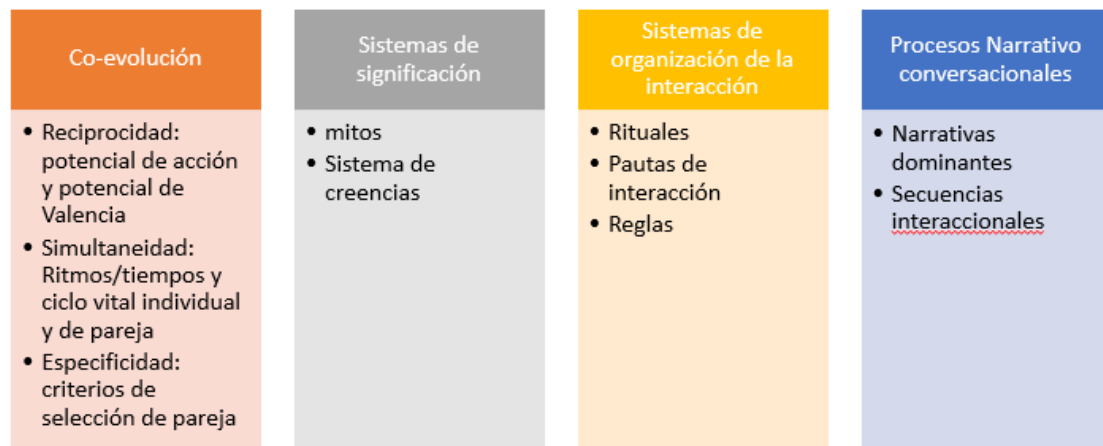 Co-evolución
• Reciprocidad:
potencial de acción
y potencial de
Valencia
• Simultaneidad:
Ritmos/tiempos y
ciclo vital individual
y de pareja
• Especificidad:
criterios de
selección de pareja
Sistemas de
significación
• mitos
• Sistema de
creencias
Sistemas de
organización de la
interacción
• Rituales
• Pautas de
interacción
• Reglas
Procesos Narrativo
conversacionales
• Narrativas
dominantes
• Secuencias
interaccionales